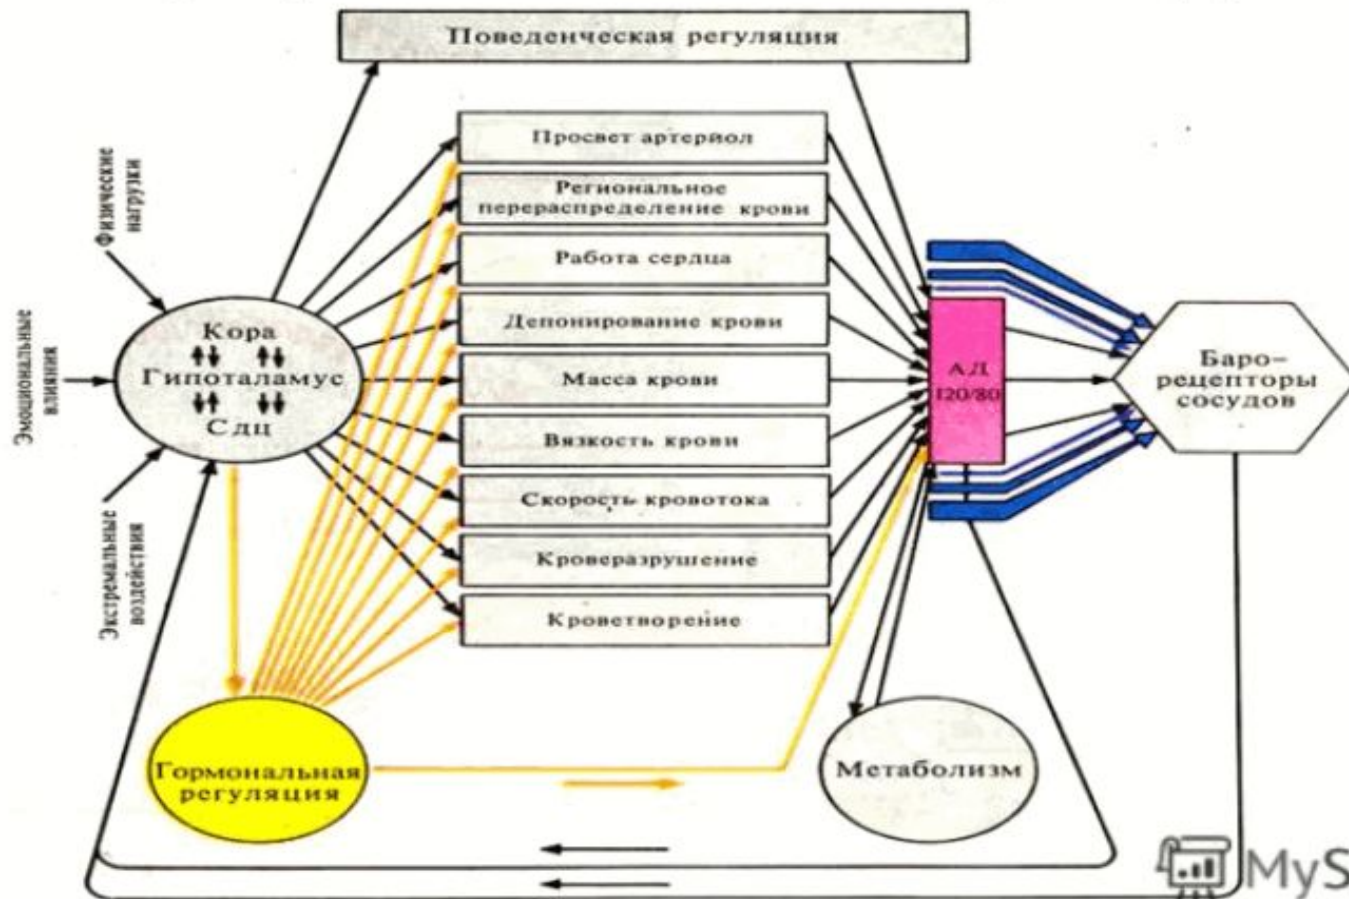 Поведенческая регуляция
Физические
нагрузки
Эмоциональные
влияния
Экстремальные
воздействия
Кора
Гипоталамус
Сдц
Просвет артериол
Региональное
перераспределение крови
Работа сердца
Депонирование крови
Масса крови
Вязкость крови
Скорость кровотока
Кроверазрушение
Кроветворение
АД
120/80
Баро-
рецепторы
сосудов
Гормональная
регуляция
Метаболизм
MyS